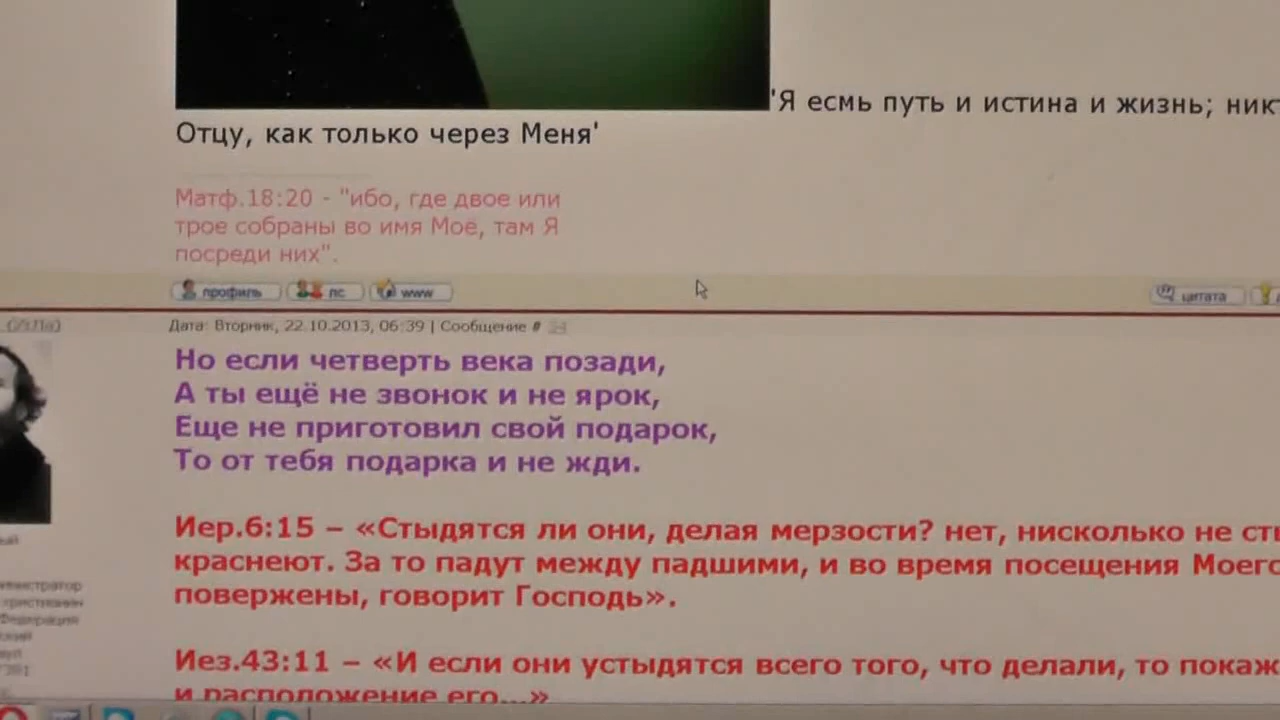 'Я есмь путь и истина и жизнь; никт
Отцу, как только через Меня'
Матф.18:20 - "ибо, где двое или
трое собраны во имя Мое, там Я
посреди них".
профиль лс www цитата
Дата: Вторник, 22.10.2013, 06:39 | Сообщение #
Но если четверть века позади,
А ты ещё не звонок и не ярок,
Еще не приготовил свой подарок,
То от тебя подарка и не жди.
Иер.6:15 – «Стыдятся ли они, делая мерзости? нет, нисколько не сты
краснеют. За то падут между падшими, и во время посещения Моего
повержены, говорит Господь».
Иез.43:11 – «И если они устыдятся всего того, что делали, то покаж
и расположение его...»